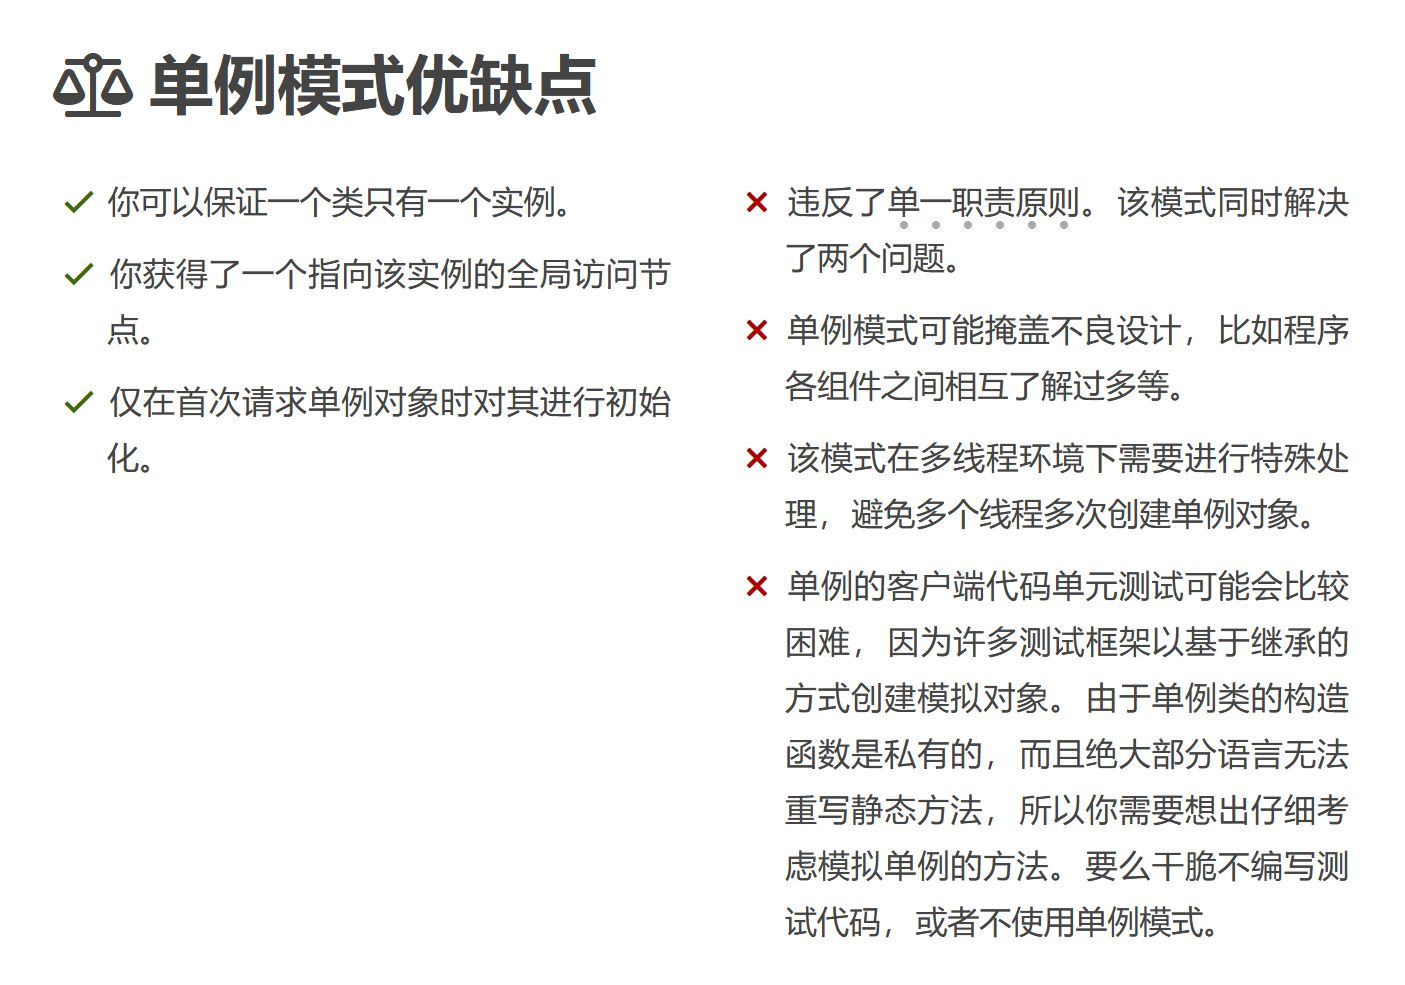 单例模式优缺点
你可以保证一个类只有一个实例。
你获得了一个指向该实例的全局访问节
点。
仅在首次请求单例对象时对其进行初始
化。
违反了单一职责原则。 该模式同时解决
了两个问题。
单例模式可能掩盖不良设计, 比如程序
各组件之间相互了解过多等。
该模式在多线程环境下需要进行特殊处
理, 避免多个线程多次创建单例对象。
单例的客户端代码单元测试可能会比较
困难, 因为许多测试框架以基于继承的
方式创建模拟对象。 由于单例类的构造
函数是私有的, 而且绝大部分语言无法
重写静态方法, 所以你需要想出仔细考
虑模拟单例的方法。 要么干脆不编写测
试代码, 或者不使用单例模式。